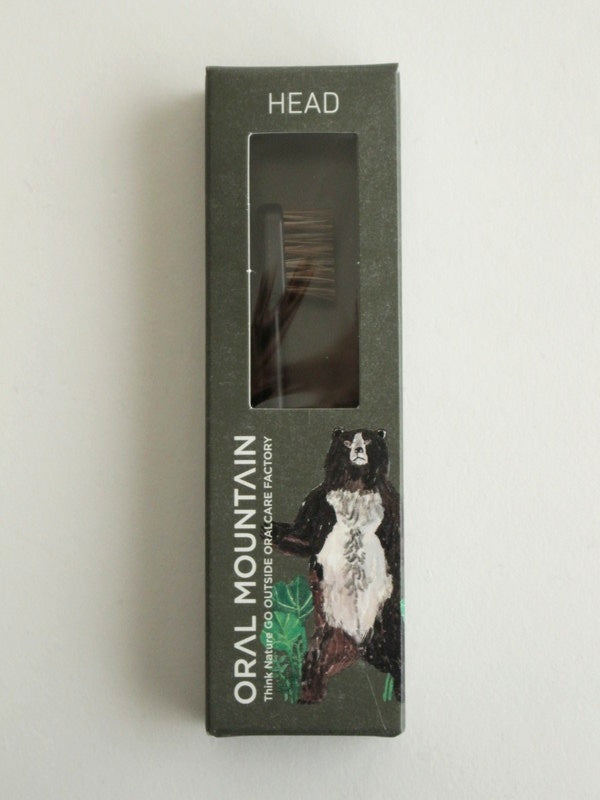 HEAD
ORAL MOUNTAIN
Think Nature GO OUTSIDE ORALCARE FACTORY